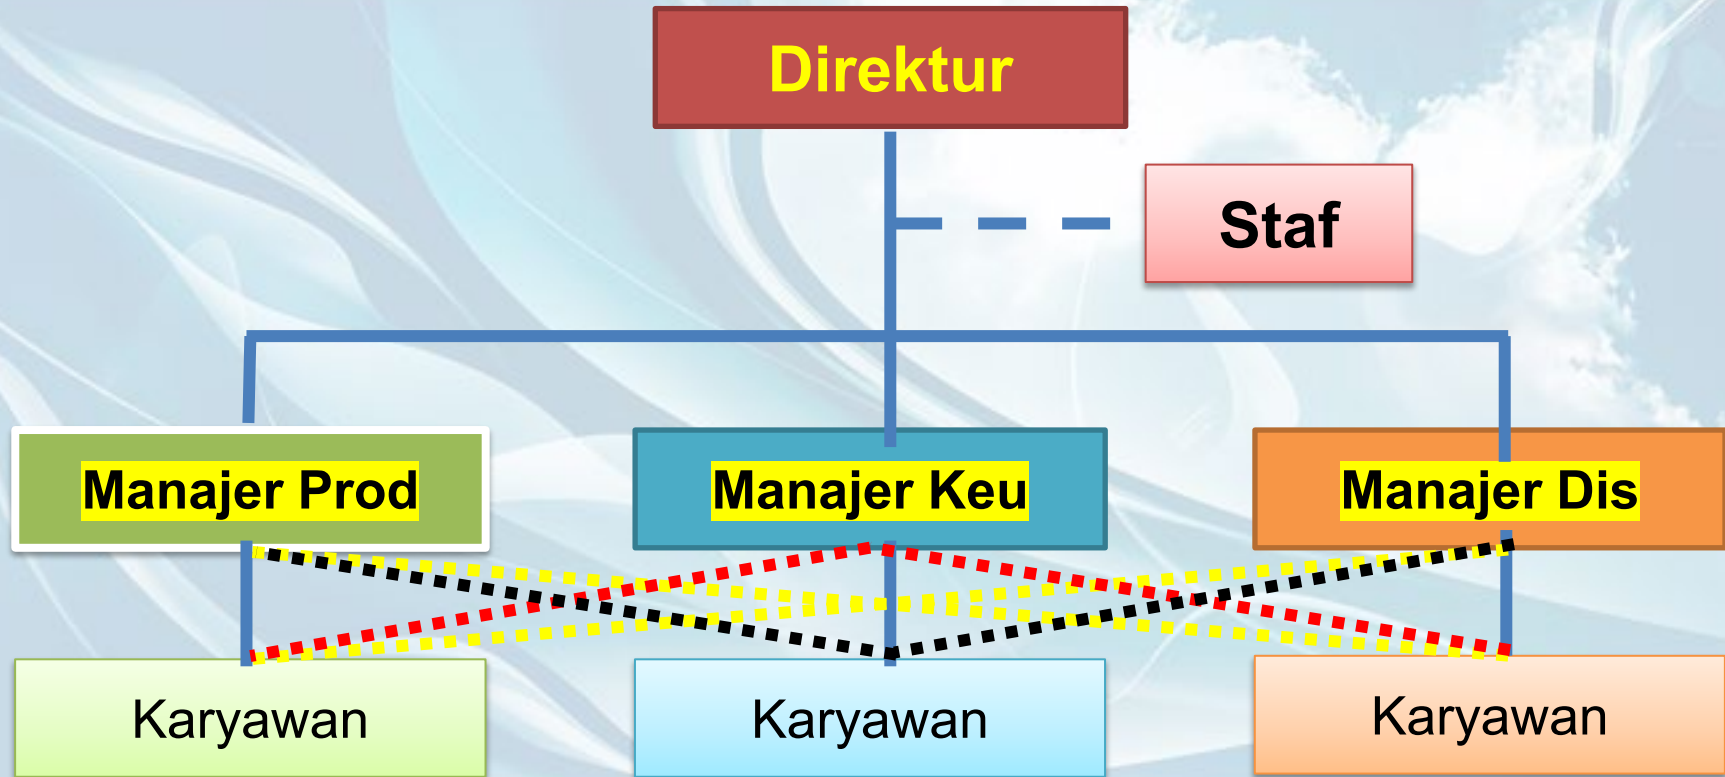 Direktur
Staf
Manajer Prod
Manajer Keu
Manajer Dis
Karyawan
Karyawan
Karyawan